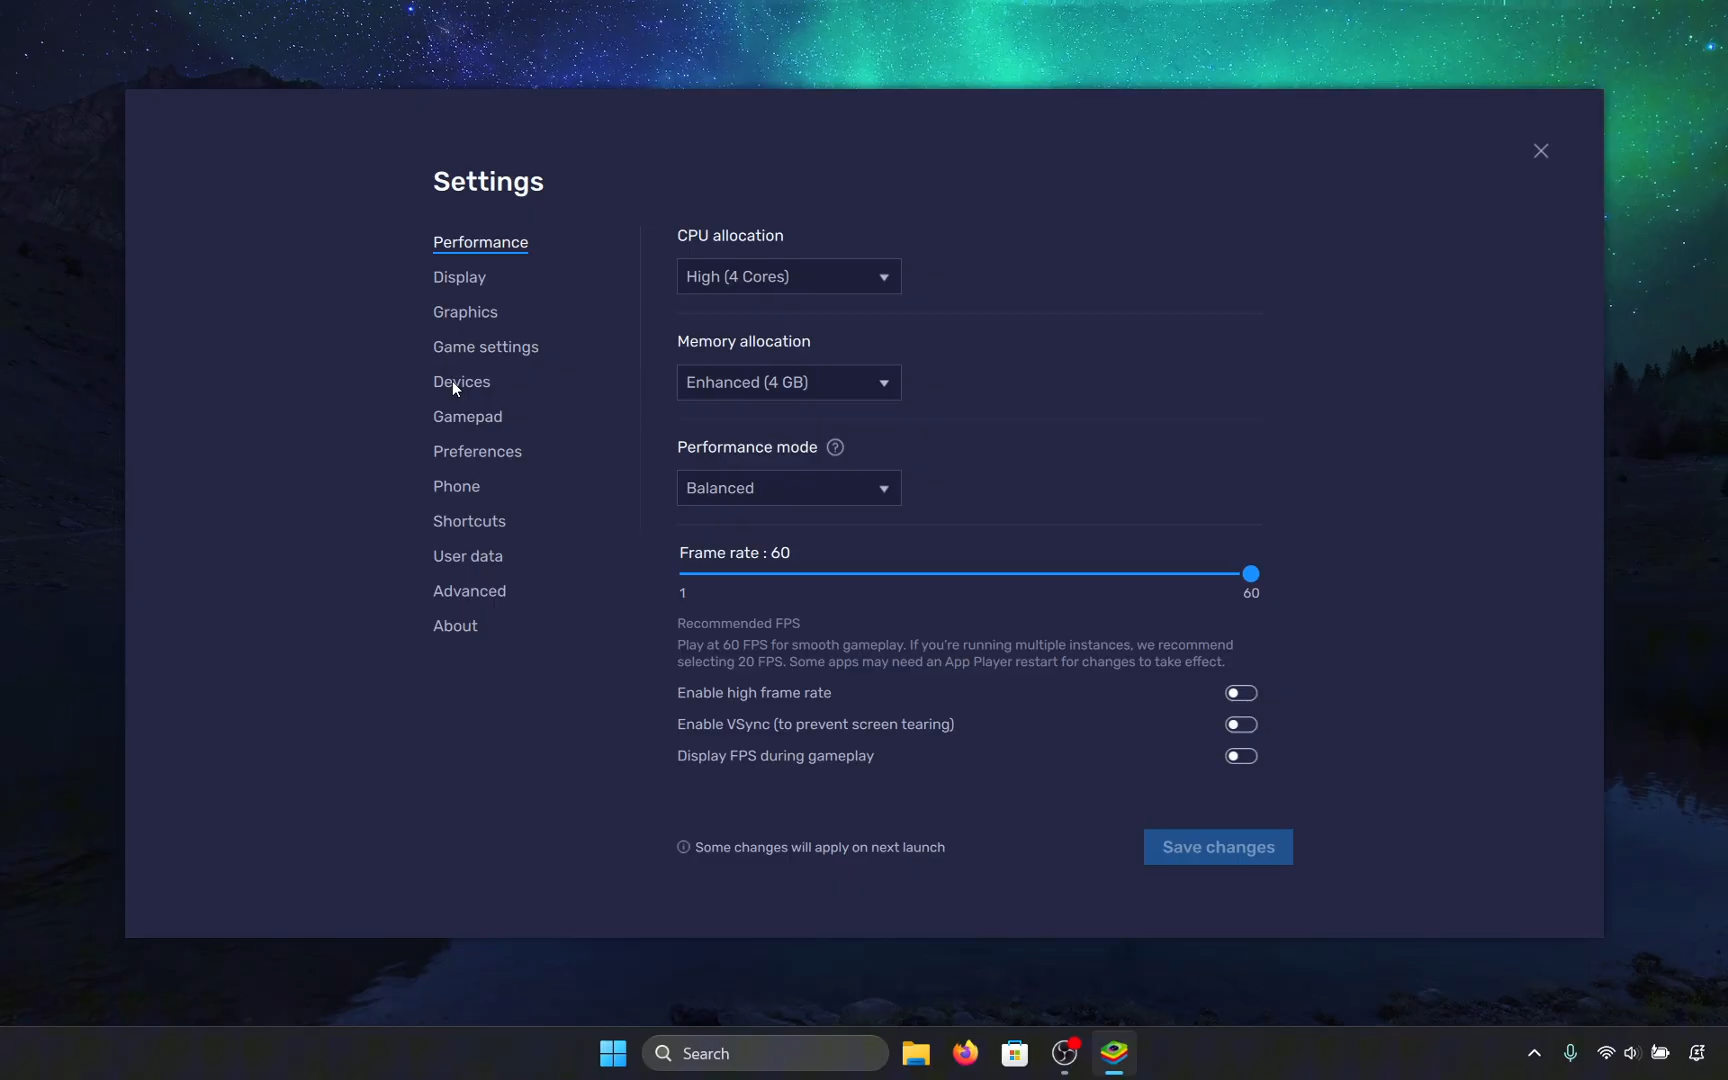 Settings
Performance
Display
Graphics
Game settings
Devices
Gamepad
Preferences
Phone
Shortcuts
User data
Advanced
About
CPU allocation
High (4 Cores)
Memory allocation
Enhanced (4 GB)
Performance mode ?
Balanced
Frame rate : 60
1
60
Recommended FPS
Play at 60 FPS for smooth gameplay. If you're running multiple instances, we recommend
selecting 20 FPS. Some apps may need an App Player restart for changes to take effect.
Enable high frame rate
Enable VSync (to prevent screen tearing)
Display FPS during gameplay
Some changes will apply on next launch
Save changes
Search